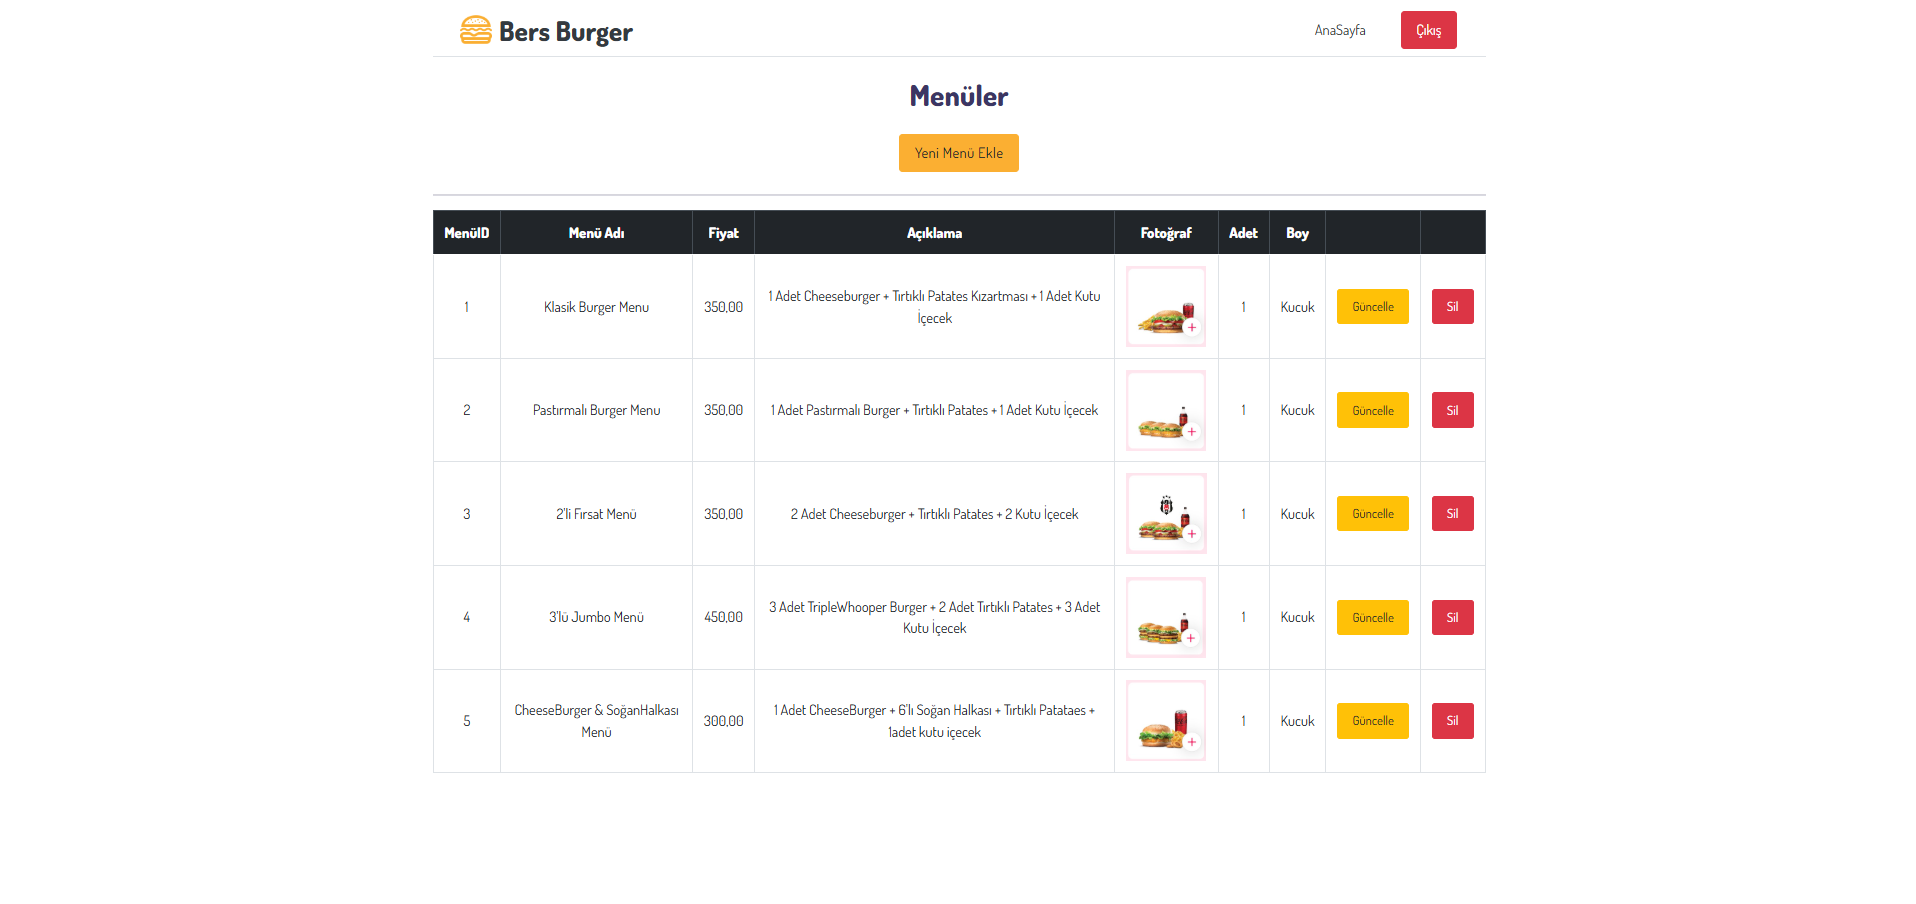 Bers Burger
AnaSayfa
Çıkış
Menüler
Yeni Menü Ekle
MenüID Menü Adı Fiyat Açıklama Fotoğraf Adet Boy
1 Klasik Burger Menu 350,00 1 Adet Cheeseburger + Tırtıklı Patates Kızartması + 1 Adet Kutu
İçecek
+ 1 Kucuk Güncelle Sil
2 Pastırmalı Burger Menu 350,00 1 Adet Pastırmalı Burger + Tırtıklı Patates + 1 Adet Kutu İçecek + 1 Kucuk Güncelle Sil
3 2'li Fırsat Menü 350,00 2 Adet Cheeseburger + Tırtıklı Patates + 2 Kutu İçecek + 1 Kucuk Güncelle Sil
4 3'lü Jumbo Menü 450,00 3 Adet TripleWhooper Burger + 2 Adet Tırtıklı Patates + 3 Adet
Kutu İçecek
+ 1 Kucuk Güncelle Sil
5 CheeseBurger & SoğanHalkası
Menü
300,00 1 Adet CheeseBurger + 6'lı Soğan Halkası + Tırtıklı Patataes +
1adet kutu içecek
+ 1 Kucuk Güncelle Sil